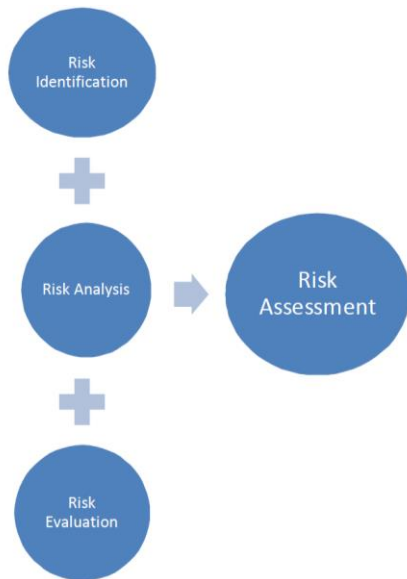 Risk
Identification
Risk Analysis
Risk
Assessment
Risk
Evaluation